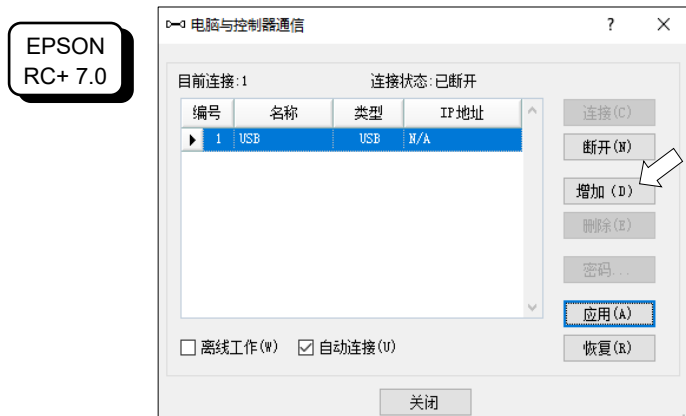 EPSON
RC+ 7.0
电脑与控制器通信
目前连接:1 连接状态:已断开
编号 名称 类型 IP地址
1 USB USB N/A
连接(C)
断开(N)
增加 (D)
删除(E)
密码...
应用(A)
恢复(R)
离线工作(W) 自动连接(U)
关闭